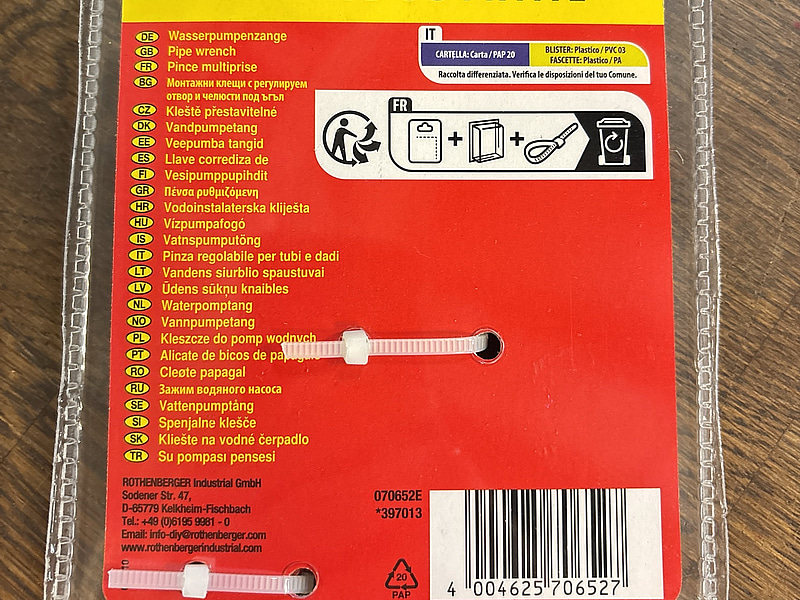 DE Wasserpumpenzange
GB Pipe wrench
FR Pince multiprise
BG Монтажни клещи с регулируем
отвор и челюсти под ъгъл
CZ Kleště přestavitelné
DK Vandpumpetang
EE Veepumba tangid
ES Llave corrediza de
FI Vesipumppupihdit
GR Πένσα ρυθμιζόμενη
HR Vodoinstalaterska kliješta
HU Vízpumpafogó
IS Vatnspumputöng
IT Pinza regolabile per tubi e dadi
LT Vandens siurblio spaustuvai
LV Ūdens sūkņu knaibles
NL Waterpomptang
NO Vannpumpetang
PL Kleszcze do pomp wodnych
PT Alicate de bicos de
RO Cleøte papagal
RU Зажим водяного насоса
SE Vattenpumptång
SI Spenjalne klešče
SK Kliešte na vodné čerpadlo
TR Su pompası pensesi
IT
CARTELLA: Carta / PAP 20
BLISTER: Plastico / PVC 03
FASCETTE: Plastico / PA
Raccolta differenziata. Verifica le disposizioni del tuo Comune.
FR
ROTHENBERGER Industrial GmbH
Sodener Str. 47,
D-65779 Kelkheim-Fischbach
Tel.: +49 (0)6195 9981 - 0
Email: info-diy@rothenberger.com
www.rothenbergerindustrial.com
070652E
*397013
20
PAP
4 004625 706527